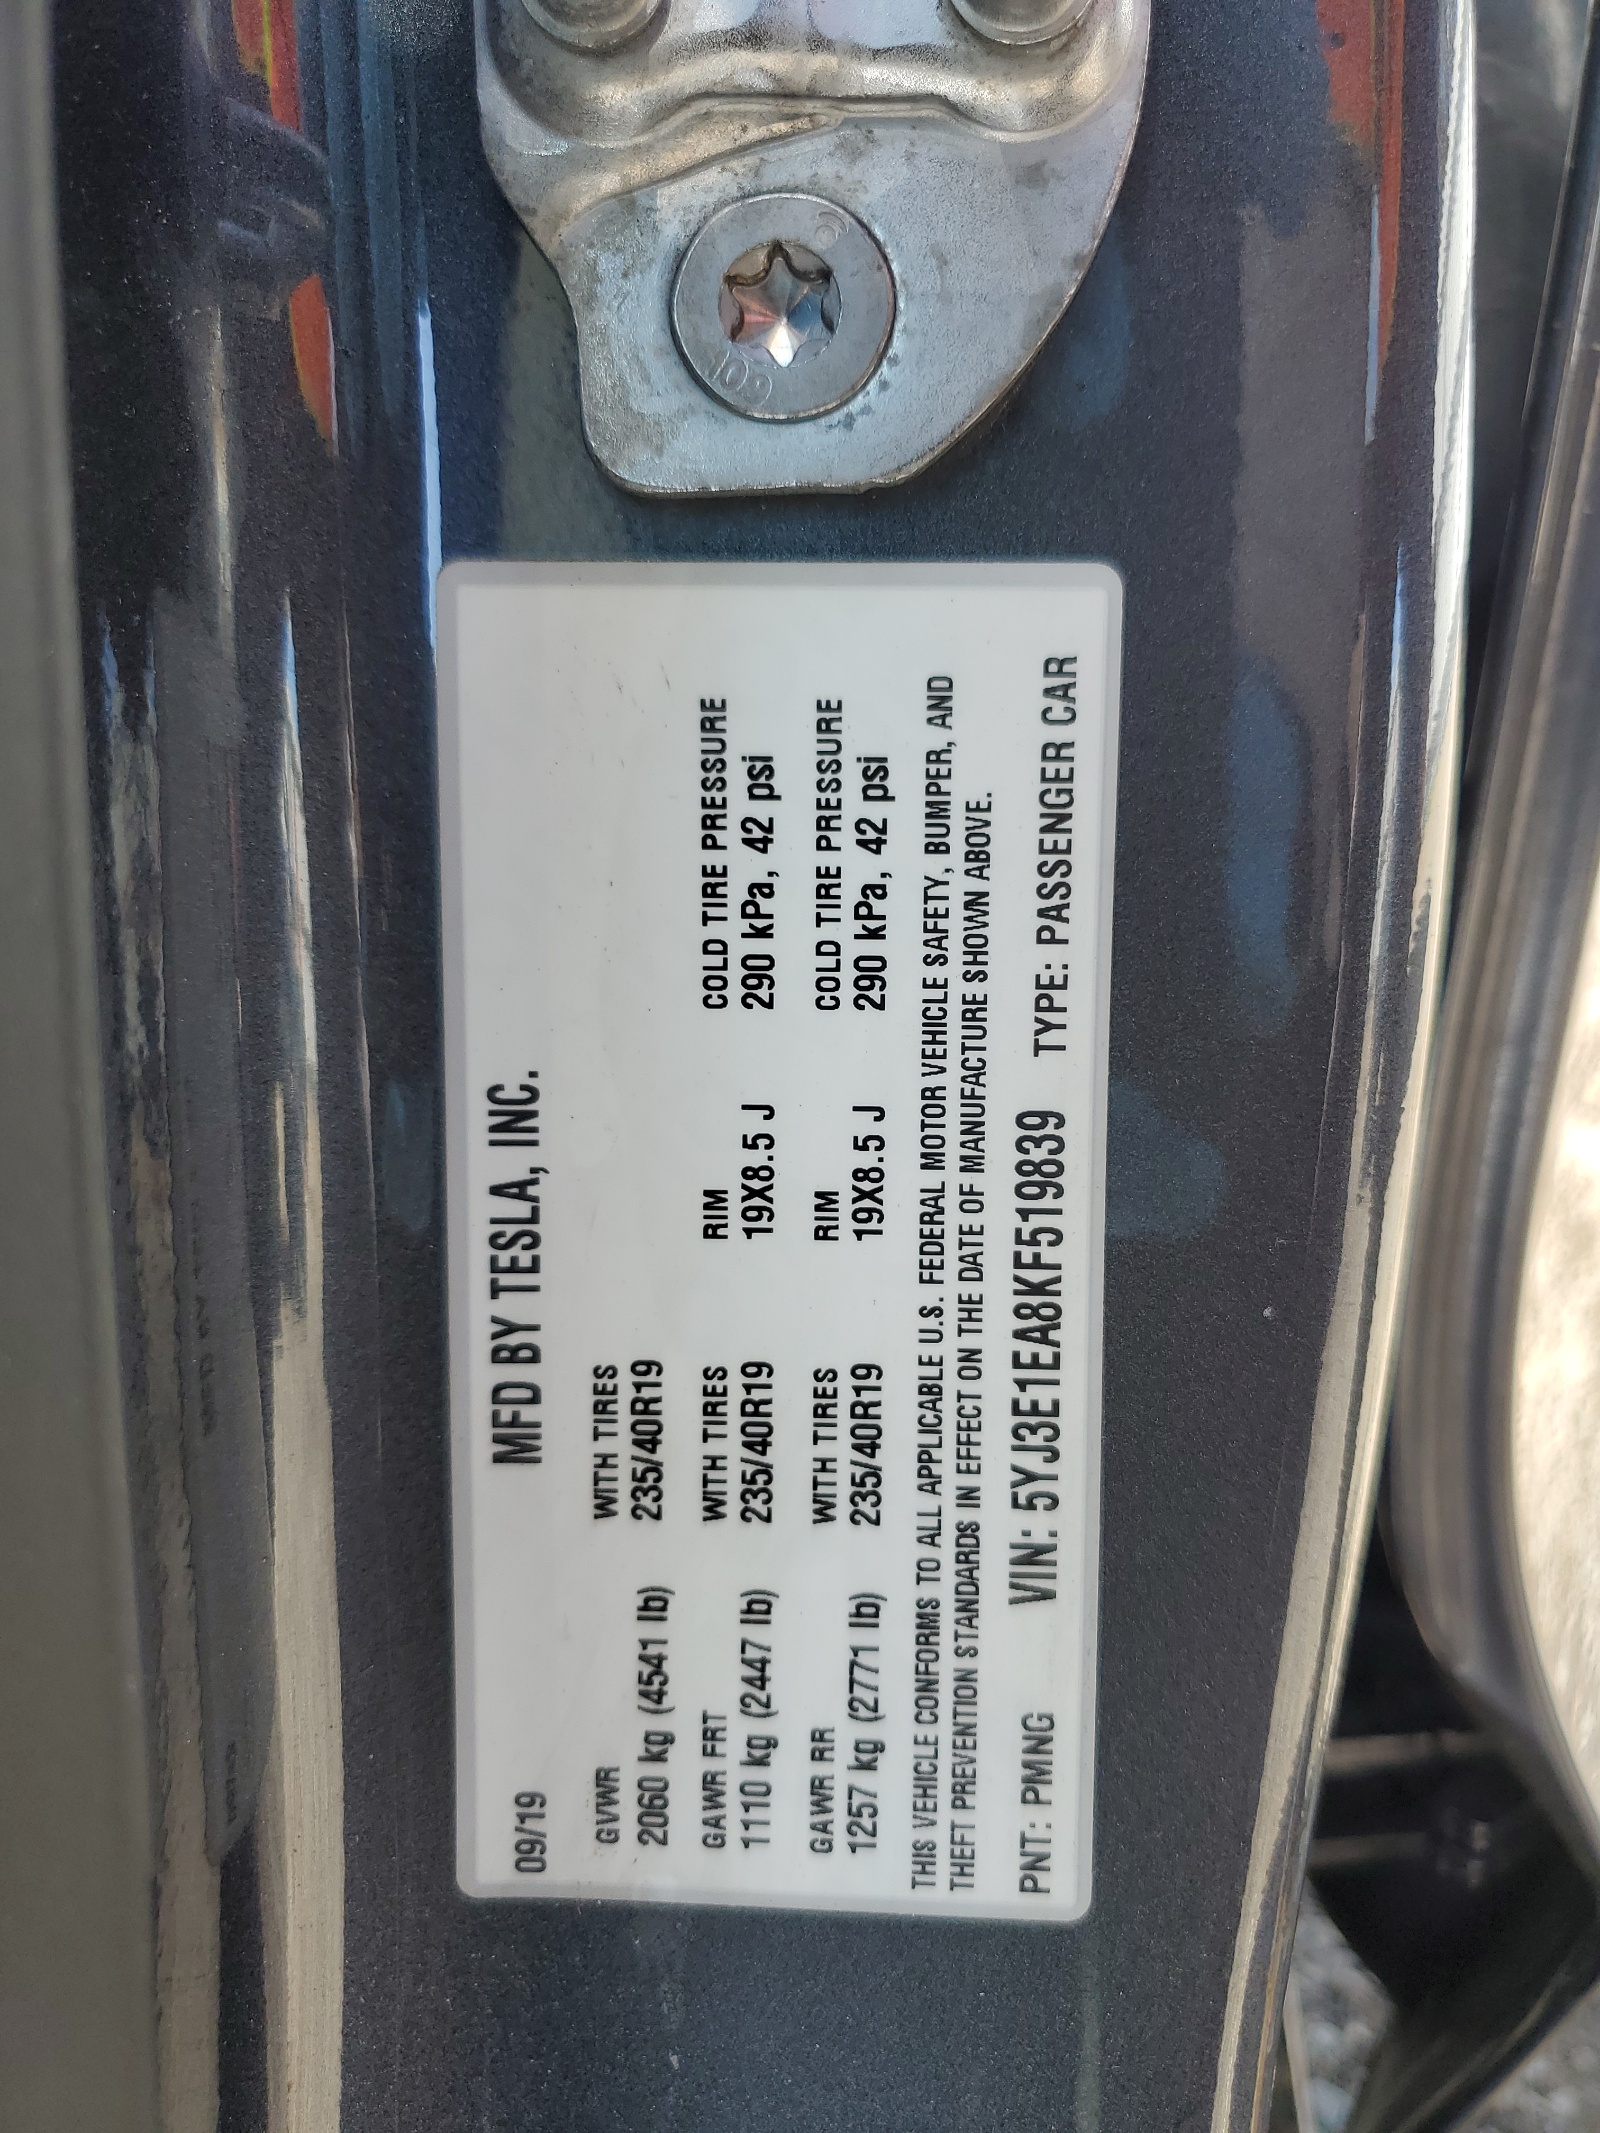 09/19 MFD BY TESLA, INC.
GVWR WITH TIRES
2060 kg (4541 lb) 235/40R19
GAWR FRT WITH TIRES RIM COLD TIRE PRESSURE
1110 kg (2447 lb) 235/40R19 19X8.5 J 290 kPa, 42 psi
GAWR RR WITH TIRES RIM COLD TIRE PRESSURE
1257 kg (2771 lb) 235/40R19 19X8.5 J 290 kPa, 42 psi
THIS VEHICLE CONFORMS TO ALL APPLICABLE U.S. FEDERAL MOTOR VEHICLE SAFETY, BUMPER, AND
THEFT PREVENTION STANDARDS IN EFFECT ON THE DATE OF MANUFACTURE SHOWN ABOVE.
PNT: PMNG VIN: 5YJ3E1EA8KF519839 TYPE: PASSENGER CAR